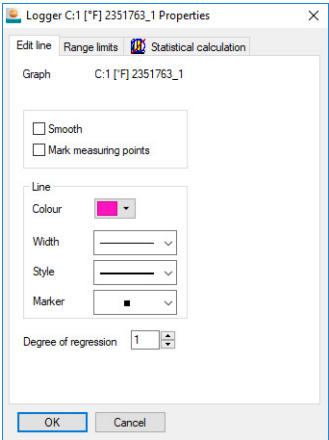 Logger C:1 [°F] 2351763_1 Properties
Edit line Range limits Statistical calculation
Graph C:1 [°F] 2351763_1
Smooth
Mark measuring points
Line
Colour
Width
Style
Marker
Degree of regression 1
OK Cancel